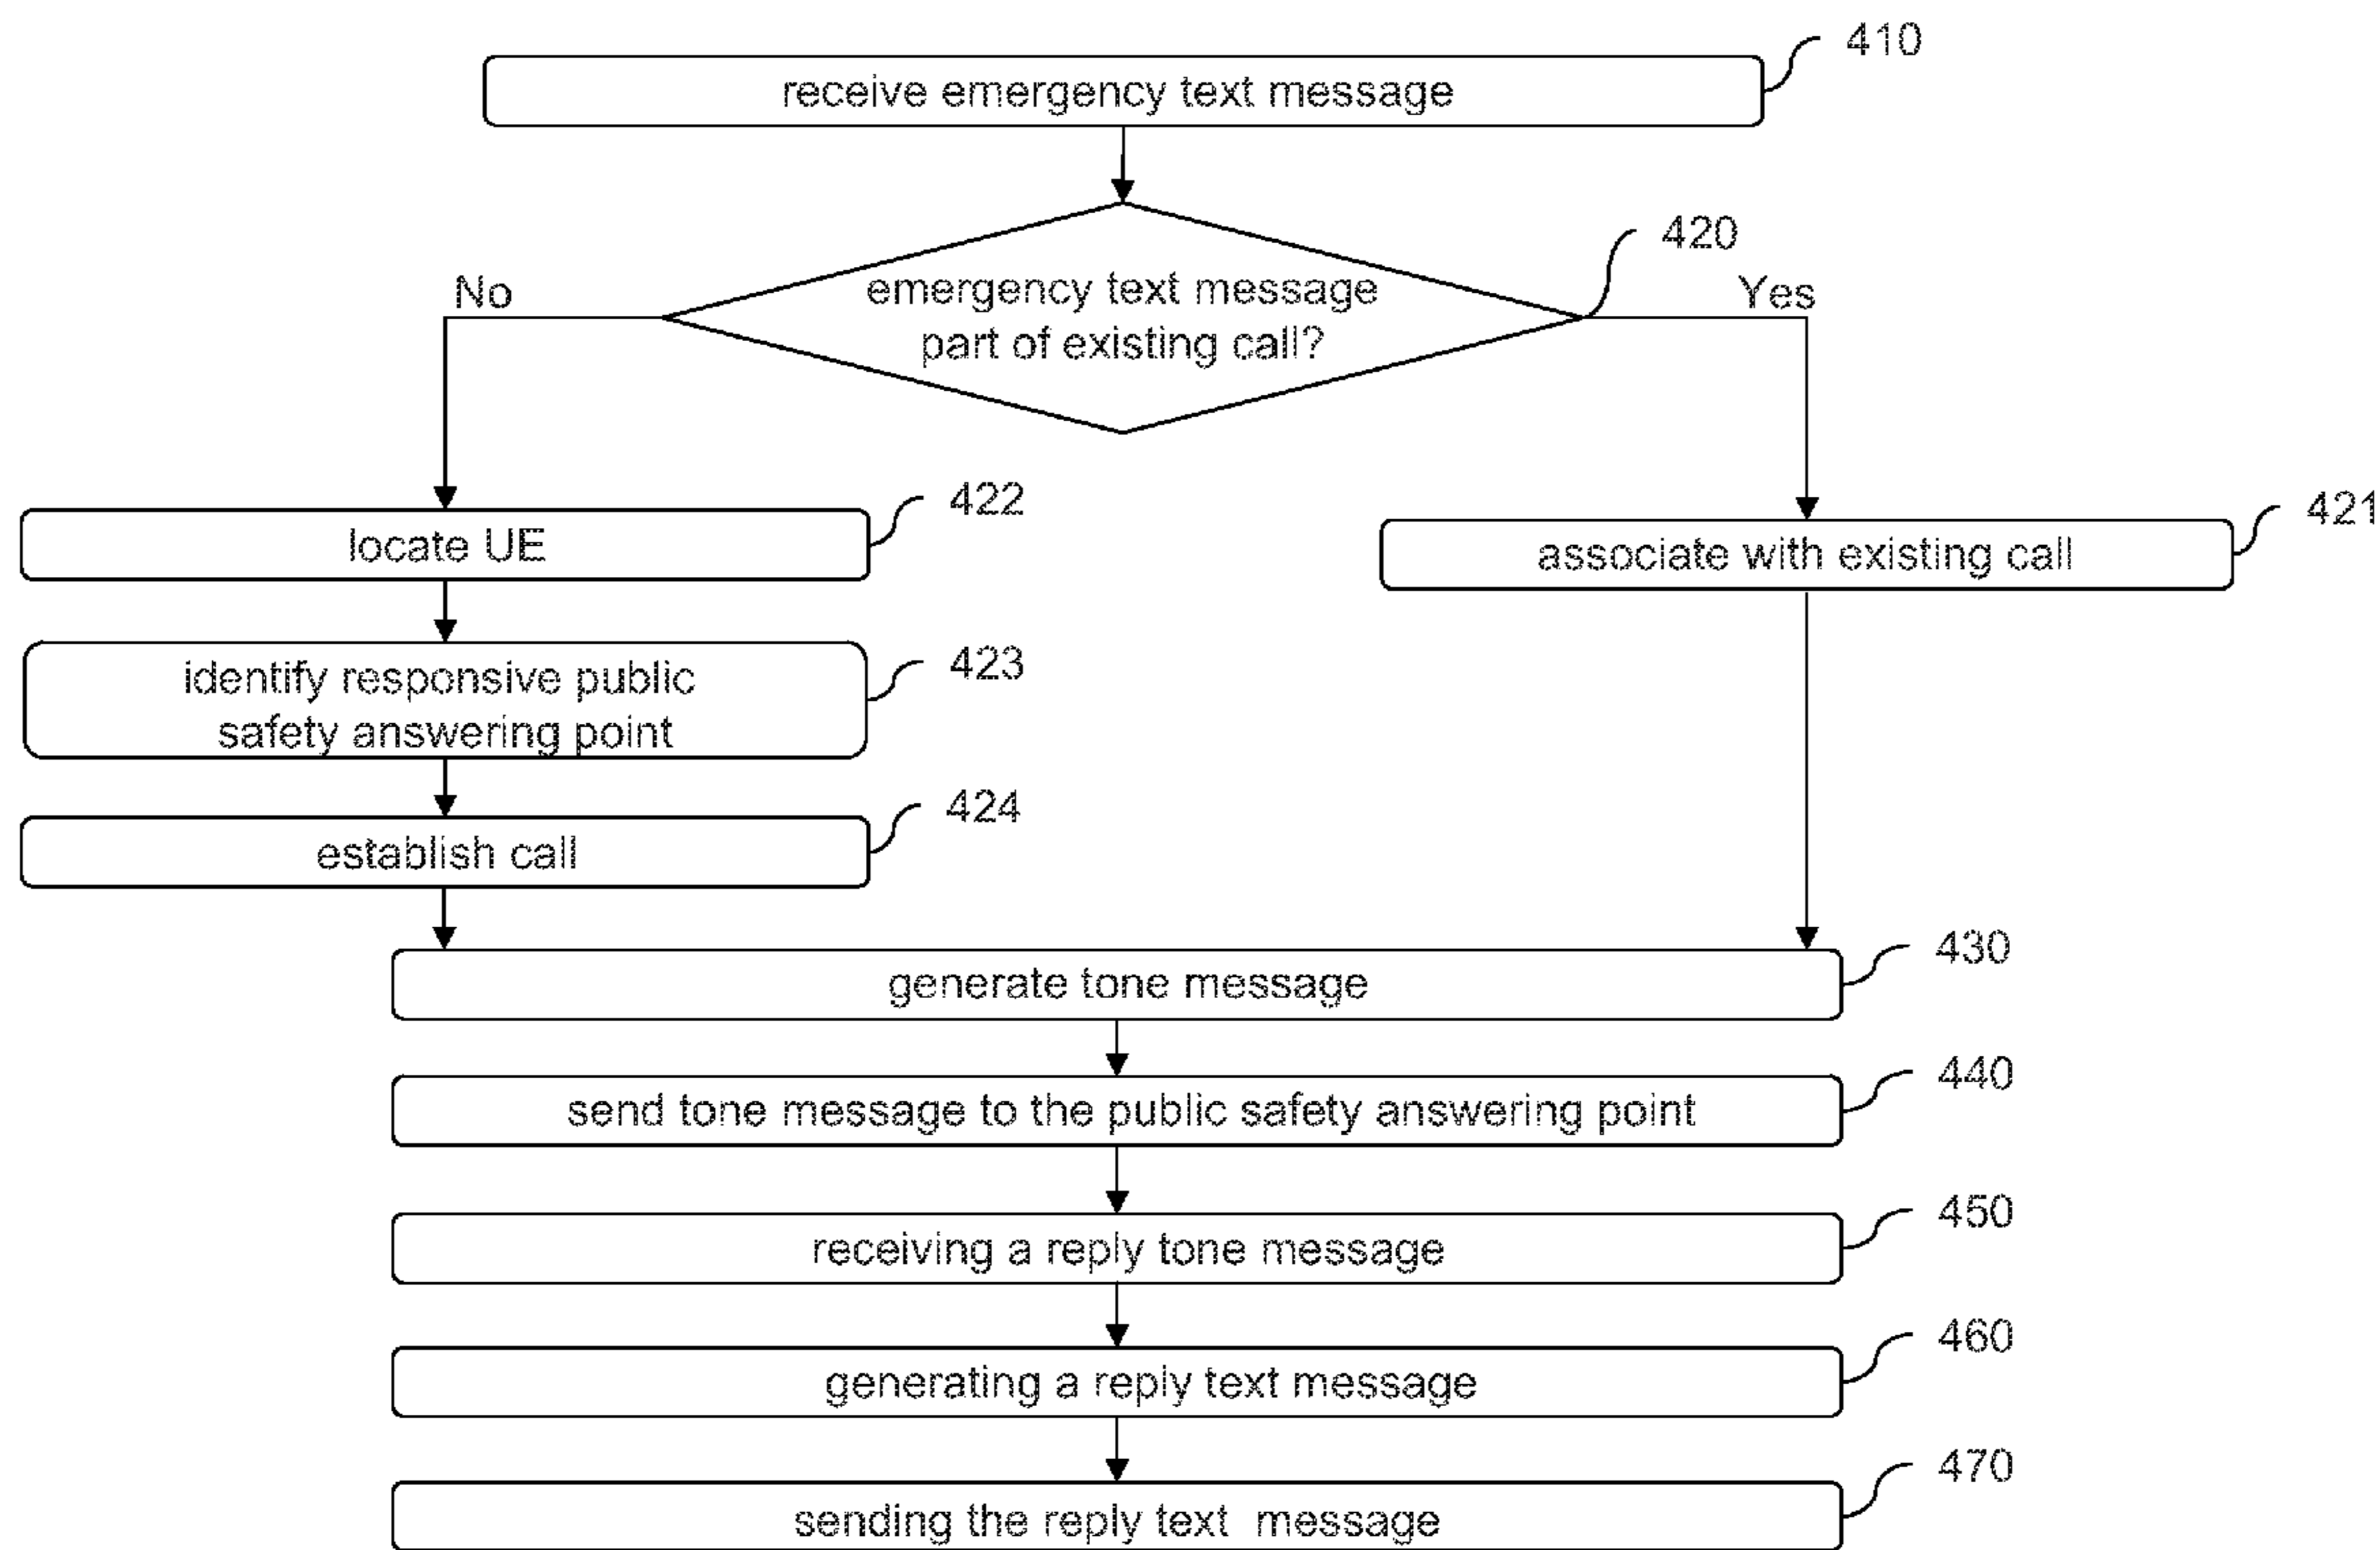 410
receive emergency text message
420
No
emergency text message
Yes
part of existing call?
422
421
locate UE
associate with existing call
423
identify responsive public
safety answering point
424
establish call
430
generate tone message
440
send tone message to the public safety answering point
450
receiving a reply tone message
460
generating a reply text message
470
sending the reply text message